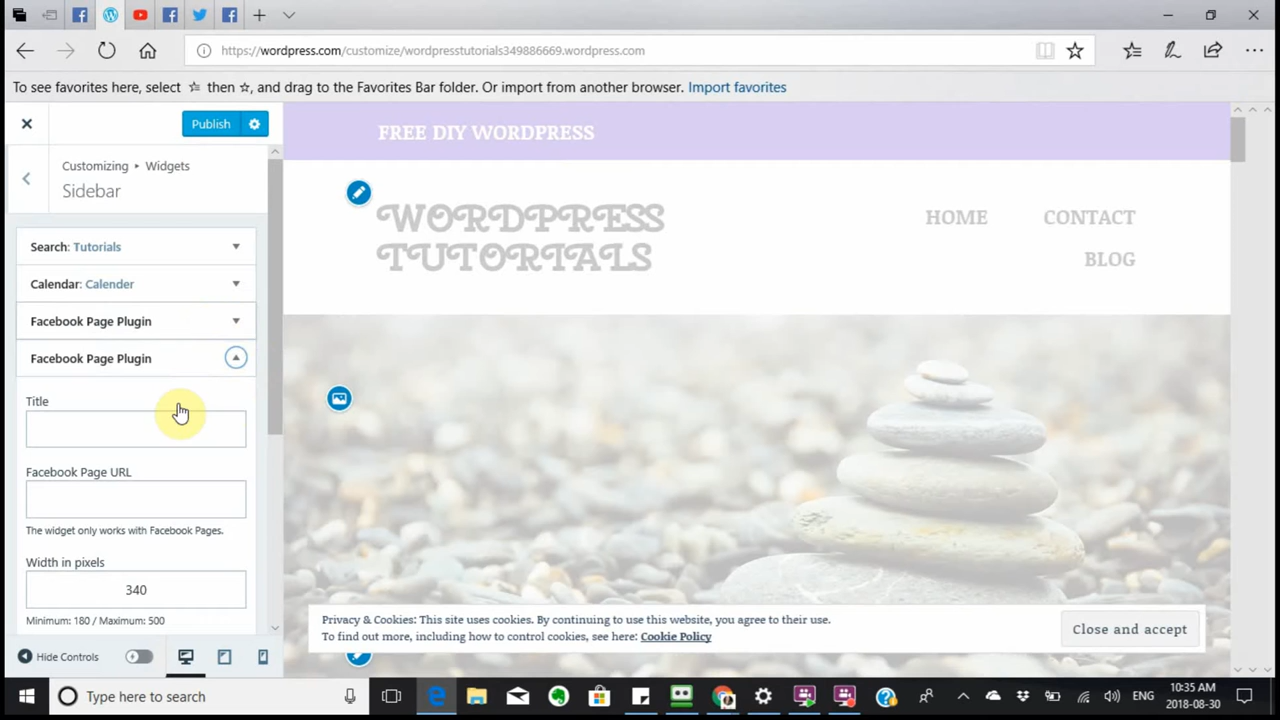 https://wordpress.com/customize/wordpresstutorials349886669.wordpress.com
To see favorites here, select then, and drag to the Favorites Bar folder. Or import from another browser. Import favorites
Publish
Customizing ▸ Widgets
Sidebar
Search: Tutorials
Calendar: Calender
Facebook Page Plugin
Facebook Page Plugin
Title
Facebook Page URL
The widget only works with Facebook Pages.
Width in pixels
340
Minimum: 180 / Maximum: 500
Hide Controls
FREE DIY WORDPRESS
WORDPRESS
TUTORIALS
HOME CONTACT
BLOG
Privacy & Cookies: This site uses cookies. By continuing to use this website, you agree to their use.
To find out more, including how to control cookies, see here: Cookie Policy
Close and accept
Type here to search
ENG
10:35 AM
2018-08-30